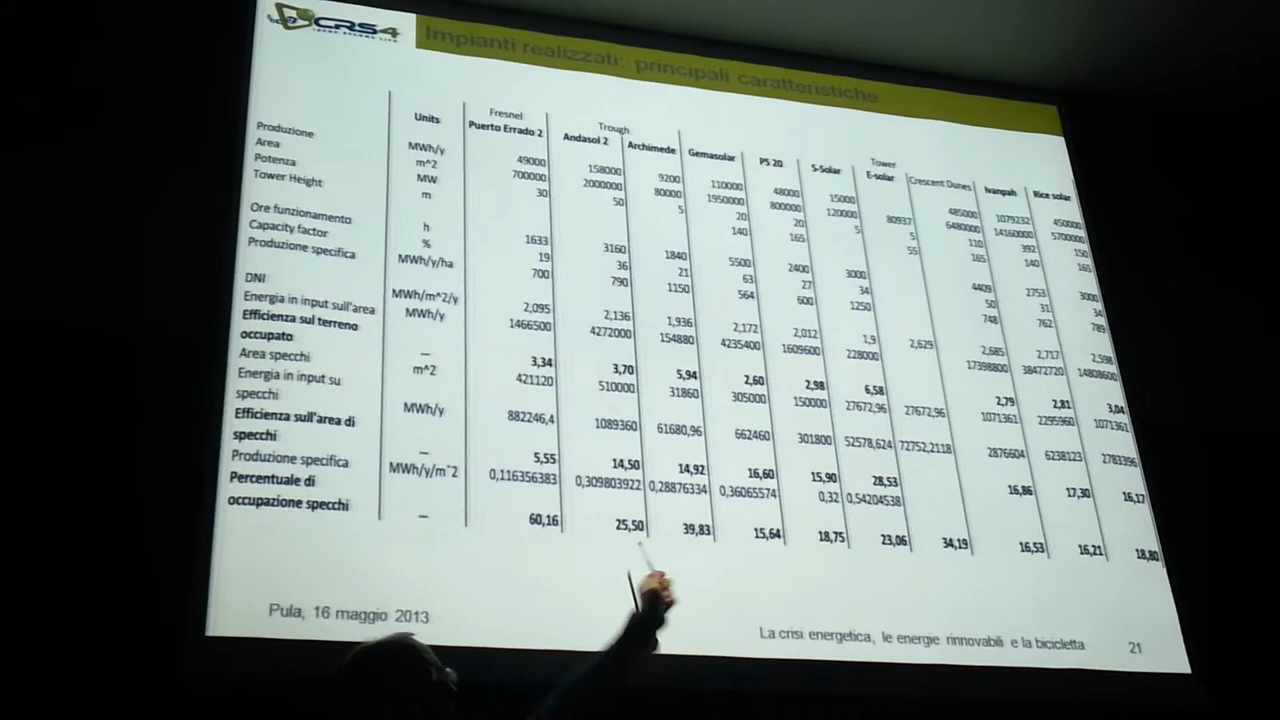 CRS4
Impianti realizzati: principali caratteristiche
Fresnel Trough Tower
Units Puerto Errado 2 Andasol 2 Archimede Gemasolar PS 20 S-Solar E-solar Crescent Dunes Ivanpah Rice solar
Produzione MWh/y 49000 158000 9200 110000 48000 15000 485000 1079232 450000
Area m^2 700000 2000000 80000 1950000 800000 120000 80937 6480000 14160000 5700000
Potenza MW 30 50 5 20 20 5 5 110 392 150
Tower Height m 140 165 55 165 140 165
Ore funzionamento h 1633 3160 1840 5500 2400 3000 4409 2753 3000
Capacity factor % 19 36 21 63 27 34 50 31 34
Produzione specifica MWh/y/ha 700 790 1150 564 600 1250 748 762 789
DNI MWh/m^2/y 2,095 2,136 1,936 2,172 2,012 1,9 2,629 2,685 2,717 2,598
Energia in input sull'area MWh/y 1466500 4272000 154880 4235400 1609600 228000 17398800 38472720 14808600
Efficienza sul terreno
occupato — 3,34 3,70 5,94 2,60 2,98 6,58 2,79 2,81 3,04
Area specchi m^2 421120 510000 31860 305000 150000 27672,96 27672,96 1071361 2295960 1071361
Energia in input su
specchi MWh/y 882246,4 1089360 61680,96 662460 301800 52578,624 72752,2118 2876604 6238123 2783396
Efficienza sull'area di
specchi — 5,55 14,50 14,92 16,60 15,90 28,53 16,86 17,30 16,17
Produzione specifica MWh/y/m^2 0,116356383 0,309803922 0,28876334 0,36065574 0,32 0,54204538
Percentuale di
occupazione specchi — 60,16 25,50 39,83 15,64 18,75 23,06 34,19 16,53 16,21 18,80
Pula, 16 maggio 2013
La crisi energetica, le energie rinnovabili e la bicicletta 21